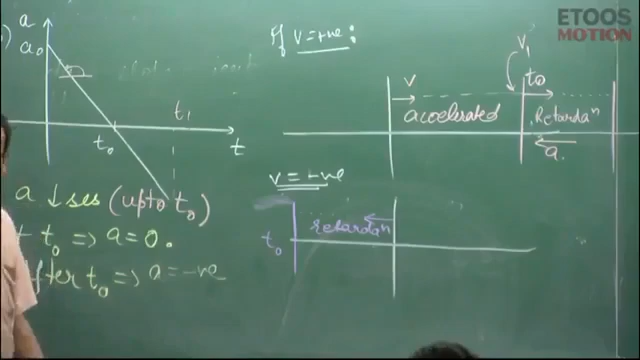 ETOOS
MOTION
a
a₀
t₀
t₁
t
a ↓ ses (upto t₀)
t₀ => a = 0.
After t₀ => a = -ve
If v = +ve :
v₁
v
t₀
accelerated
Retardaⁿ
a.
v = +ve
retardaⁿ
t₀